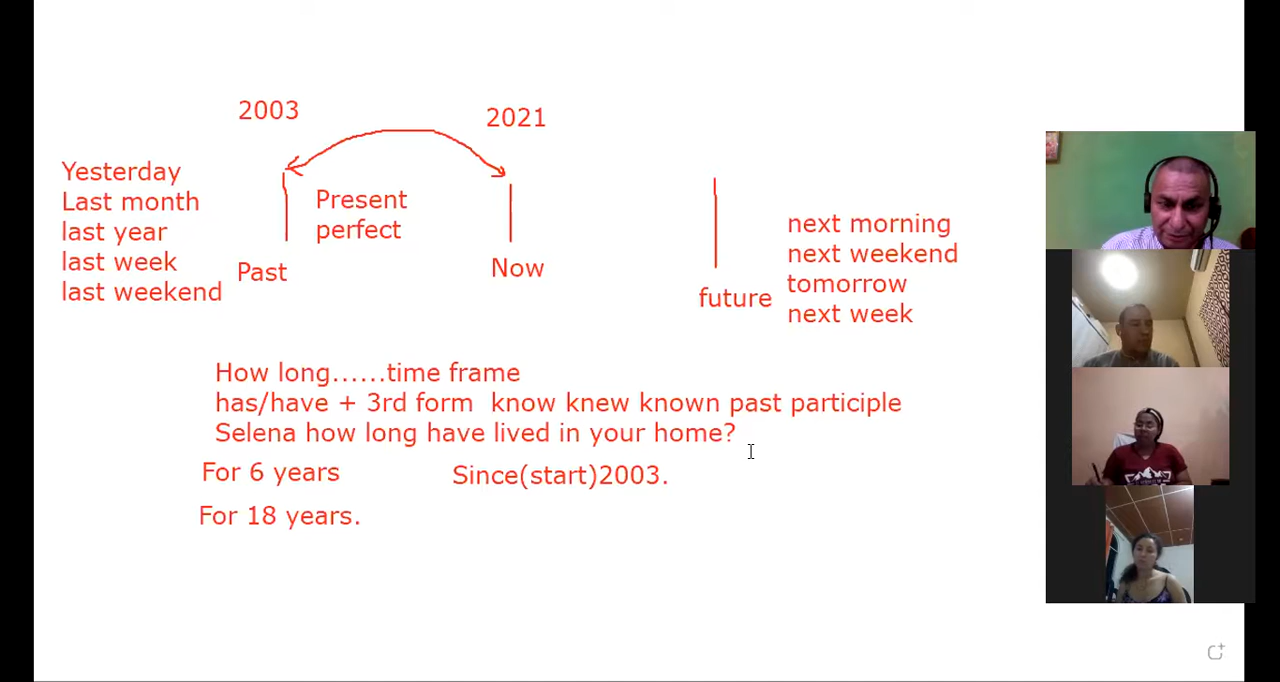 2003
2021
Yesterday
Last month
last year
last week
last weekend
Present
perfect
Past
Now
future
next morning
next weekend
tomorrow
next week
How long......time frame
has/have + 3rd form  know knew known past participle
Selena how long have lived in your home?
For 6 years
Since(start)2003.
For 18 years.